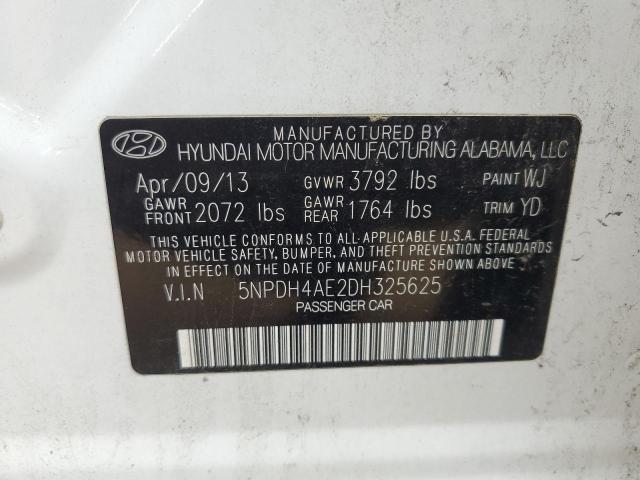 MANUFACTURED BY
HYUNDAI MOTOR MANUFACTURING ALABAMA, LLC
Apr/09/13 GVWR 3792 lbs PAINT WJ
GAWR FRONT 2072 lbs GAWR REAR 1764 lbs TRIM YD
THIS VEHICLE CONFORMS TO ALL APPLICABLE U.S.A. FEDERAL
MOTOR VEHICLE SAFETY, BUMPER, AND THEFT PREVENTION STANDARDS
IN EFFECT ON THE DATE OF MANUFACTURE SHOWN ABOVE.
V.I.N 5NPDH4AE2DH325625
PASSENGER CAR